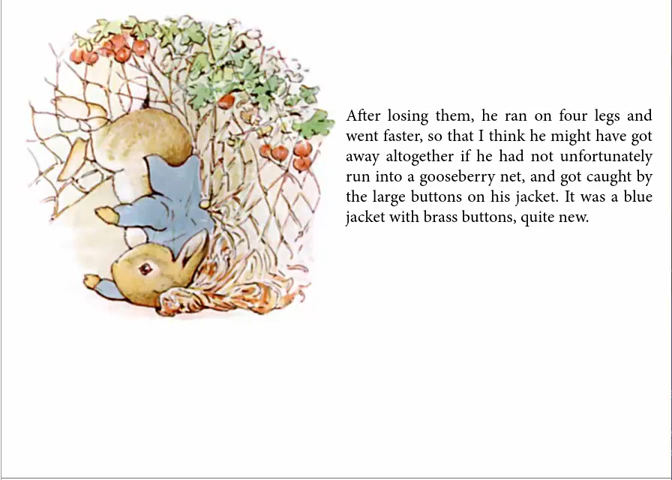 After losing them, he ran on four legs and
went faster, so that I think he might have got
away altogether if he had not unfortunately
run into a gooseberry net, and got caught by
the large buttons on his jacket. It was a blue
jacket with brass buttons, quite new.